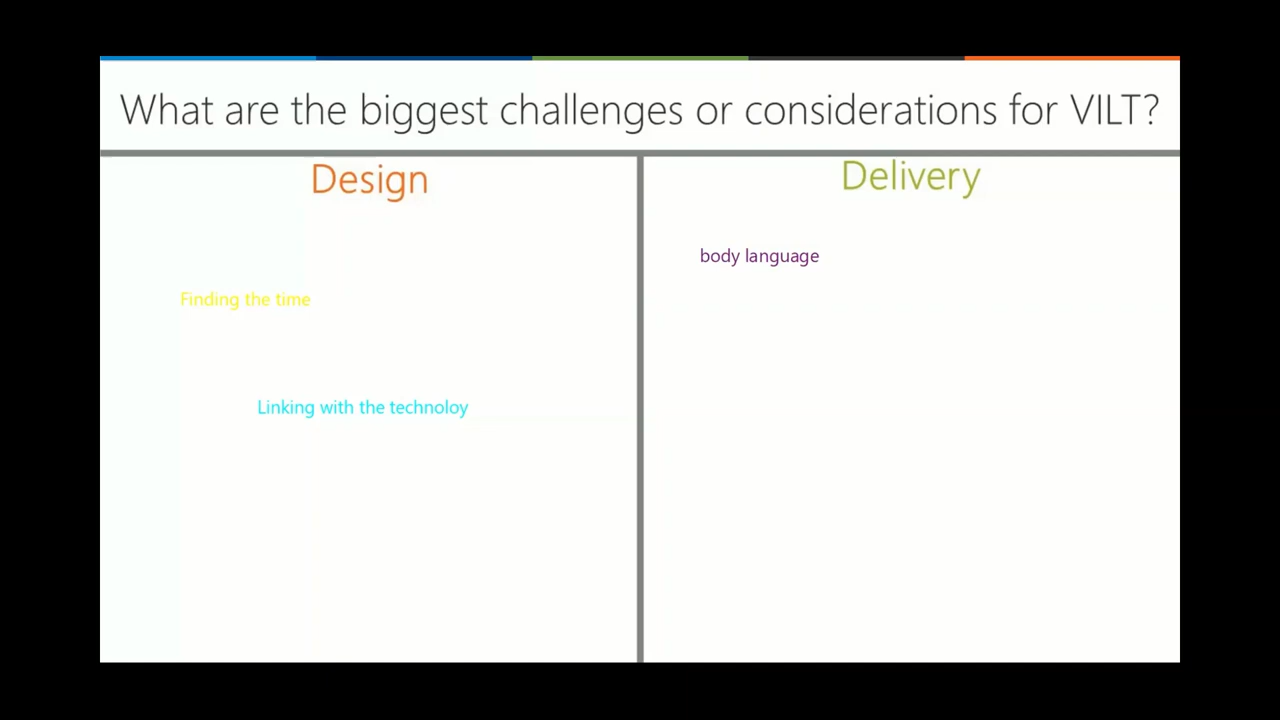 What are the biggest challenges or considerations for VILT?
Design
Finding the time
Linking with the technoloy
Delivery
body language